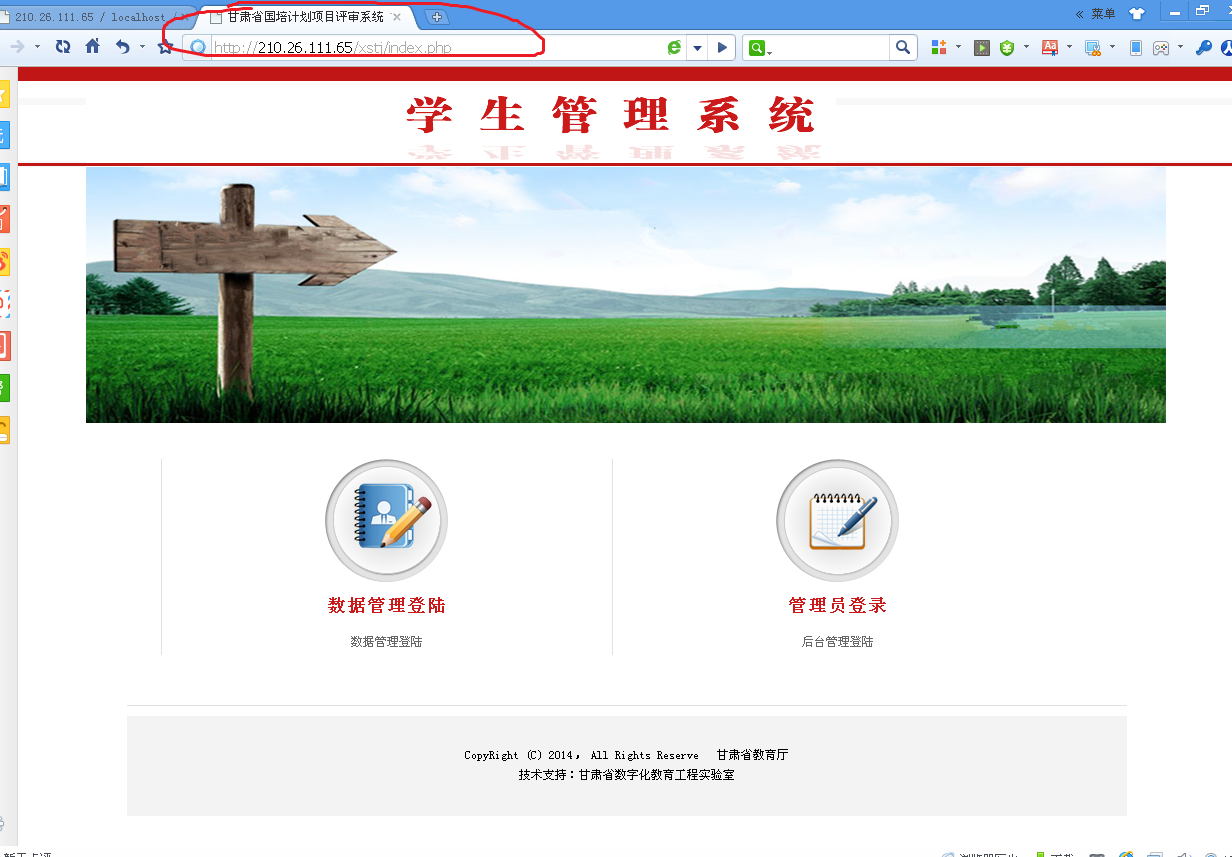 210.26.111.65 / localhost /
甘肃省国培计划项目评审系统
菜单
http://210.26.111.65/xstj/index.php
学生管理系统
数据管理登陆
数据管理登陆
管理员登录
后台管理登陆
CopyRight (C) 2014, All Rights Reserve 甘肃省教育厅
技术支持：甘肃省数字化教育工程实验室